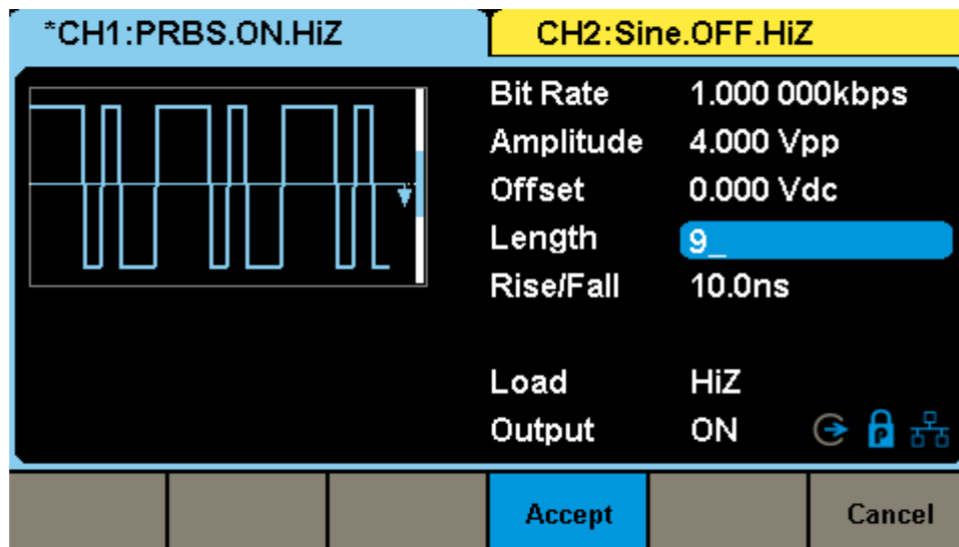 *CH1:PRBS.ON.HiZ CH2:Sine.OFF.HiZ
Bit Rate 1.000 000kbps
Amplitude 4.000 Vpp
Offset 0.000 Vdc
Length 9_
Rise/Fall 10.0ns
Load HiZ
Output ON P
Accept Cancel